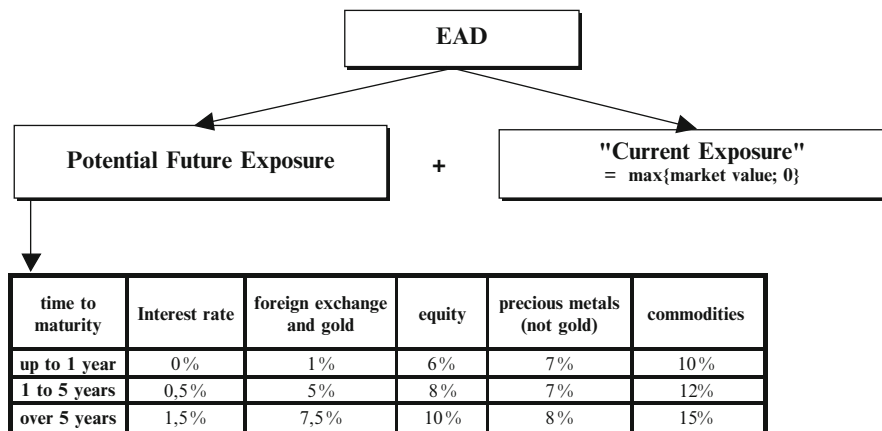 EAD
Potential Future Exposure
+
"Current Exposure"
= max{market value; 0}
time to maturity Interest rate foreign exchange and gold equity precious metals (not gold) commodities
up to 1 year 0% 1% 6% 7% 10%
1 to 5 years 0,5% 5% 8% 7% 12%
over 5 years 1,5% 7,5% 10% 8% 15%